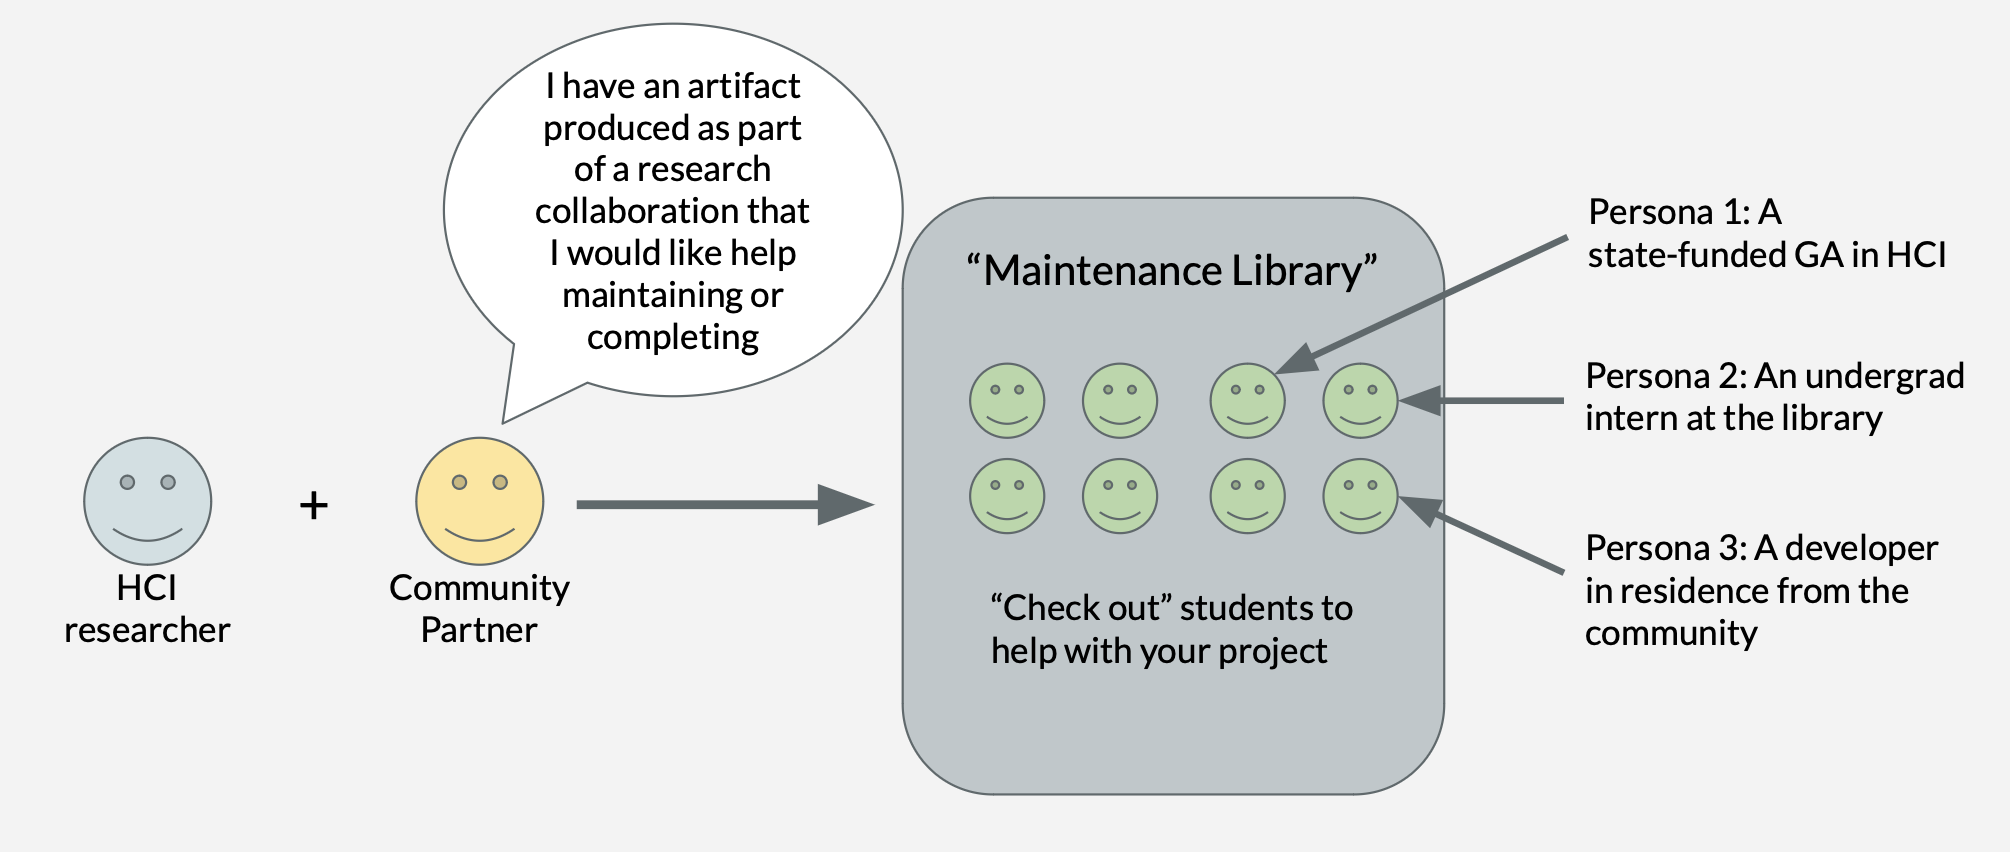 I have an artifact
produced as part
of a research
collaboration that
I would like help
maintaining or
completing
HCI
researcher
+
Community
Partner
“Maintenance Library”
“Check out” students to
help with your project
Persona 1: A
state-funded GA in HCI
Persona 2: An undergrad
intern at the library
Persona 3: A developer
in residence from the
community